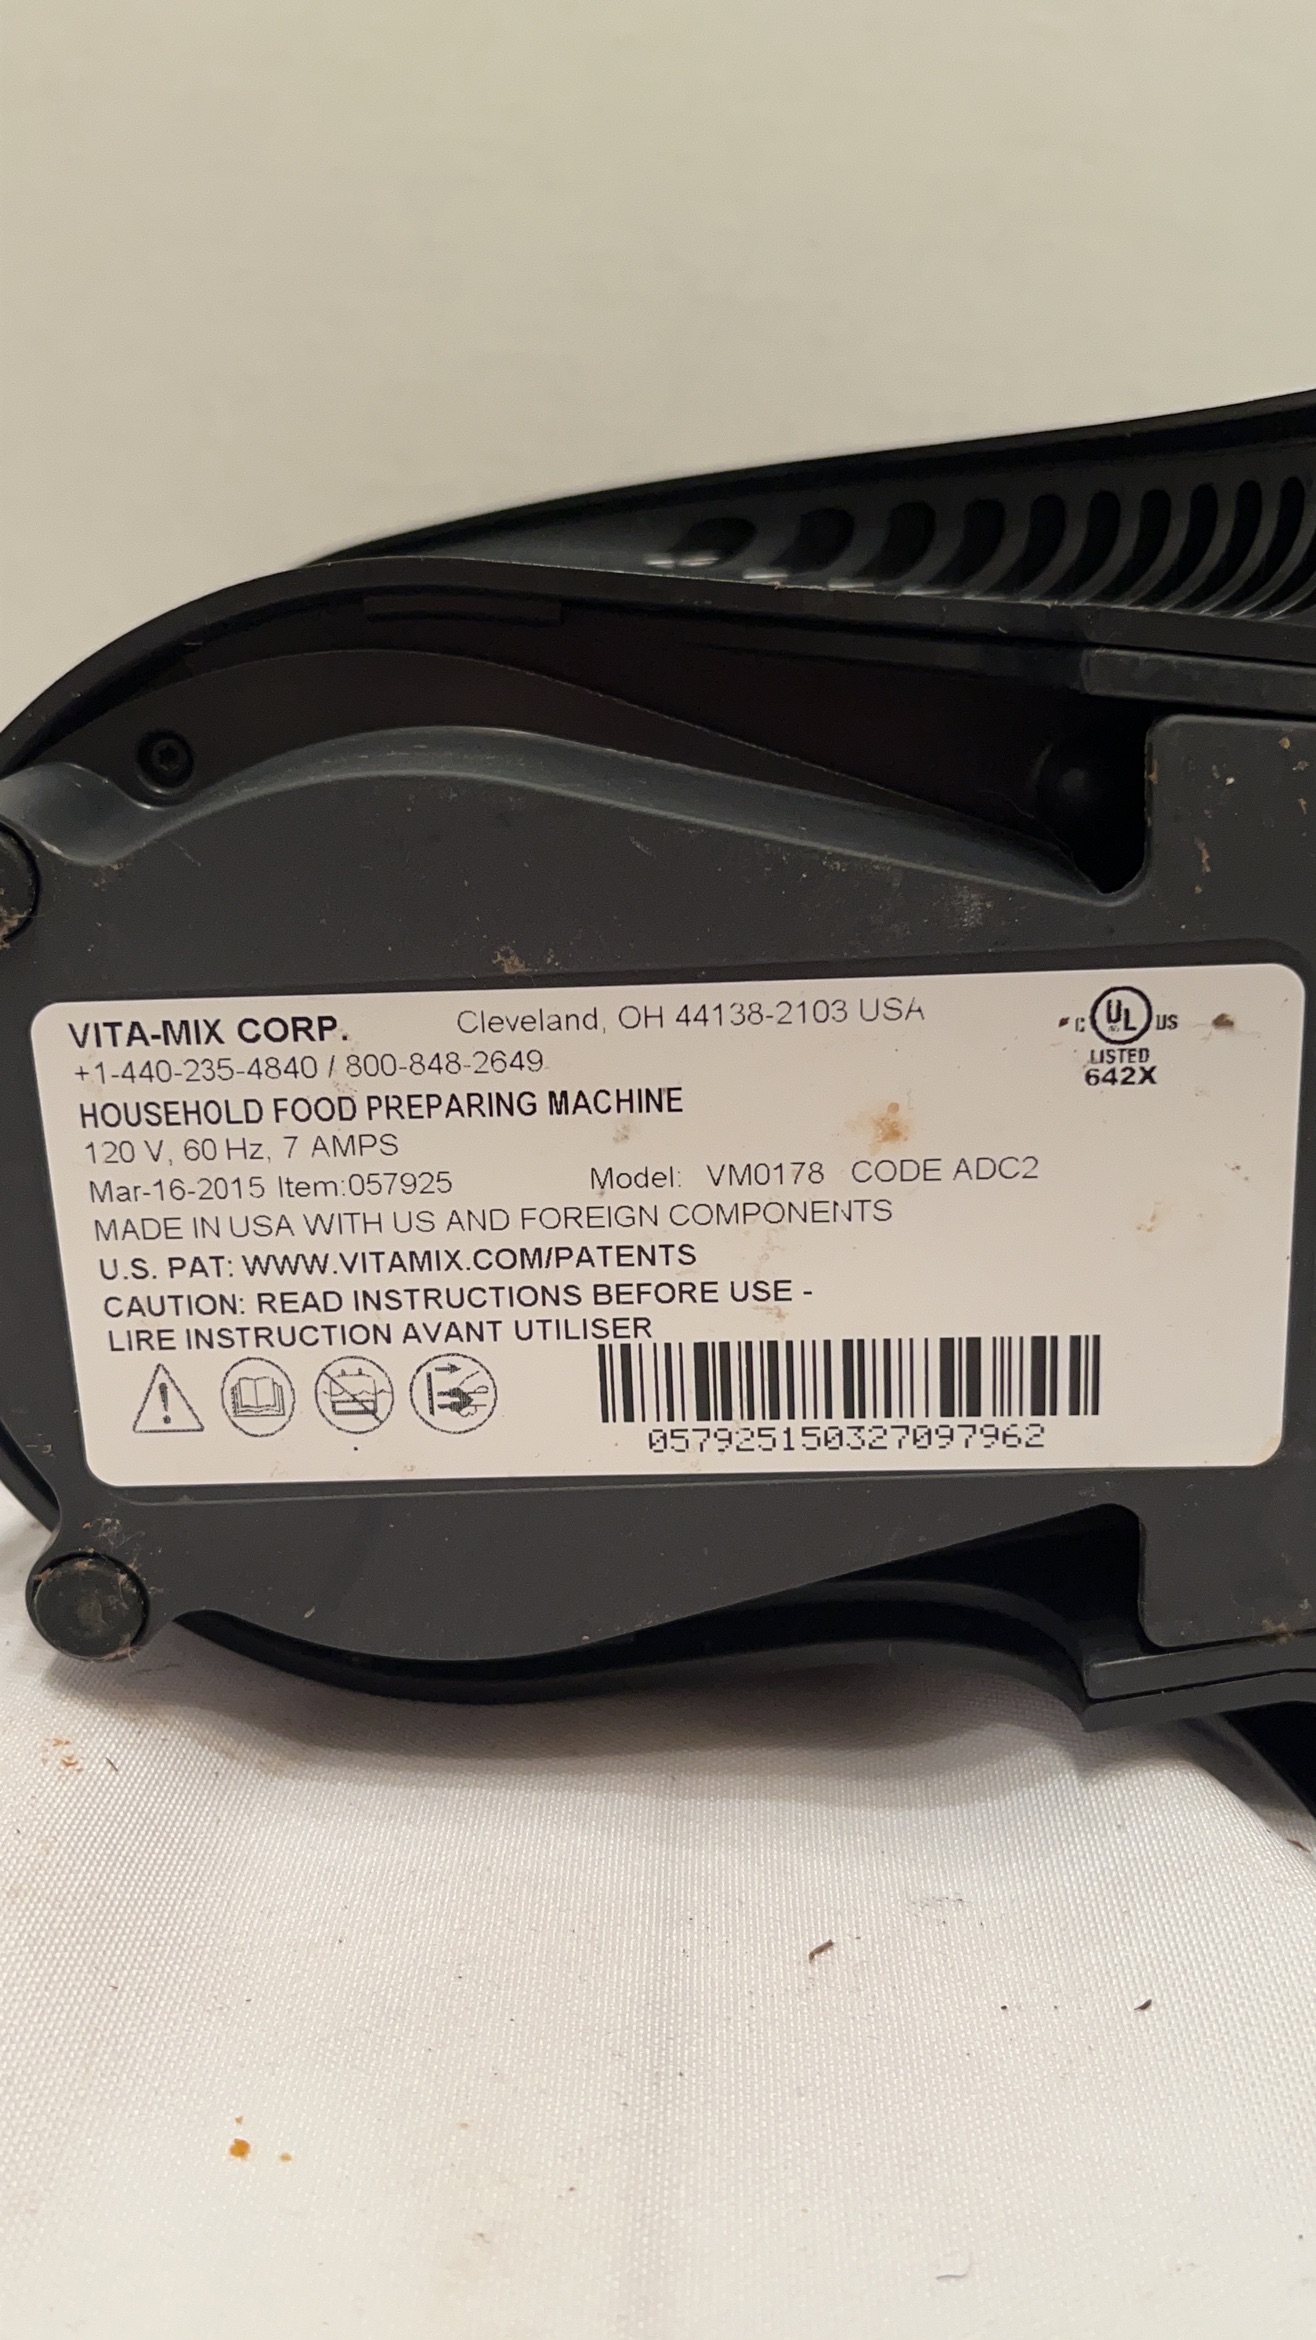 VITA-MIX CORP. Cleveland, OH 44138-2103 USA
+1-440-235-4840 / 800-848-2649
HOUSEHOLD FOOD PREPARING MACHINE
120 V, 60 Hz, 7 AMPS
Mar-16-2015 Item:057925 Model: VM0178 CODE ADC2
MADE IN USA WITH US AND FOREIGN COMPONENTS
U.S. PAT: WWW.VITAMIX.COM/PATENTS
CAUTION: READ INSTRUCTIONS BEFORE USE -
LIRE INSTRUCTION AVANT UTILISER
057925150327097962
C UL US
LISTED
642X